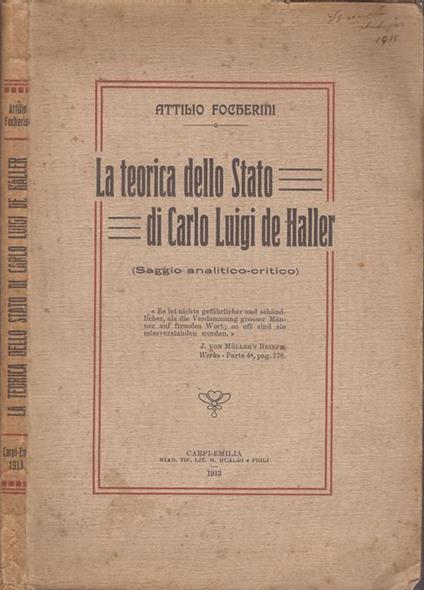 Attilio
Focherini
LA TEORICA DELLO STATO DI CARLO LUIGI DE HALLER
Carpi-Em
1913
1915
ATTILIO FOCHERINI
La teorica dello Stato
di Carlo Luigi de Haller
(Saggio analitico-critico)
« Es ist nichts gefährlicher und schänd-
licher, als die Verdammung grosser Män-
ner auf fremdes Wort; so oft sind sie
missverstanden worden. »
J. VON MÜLLER'S BRIEFE
Werke - Parte 4ª, pag. 178.
CARPI-EMILIA
STAB. TIP. LIT. G. GUALDI e FIGLI
1913